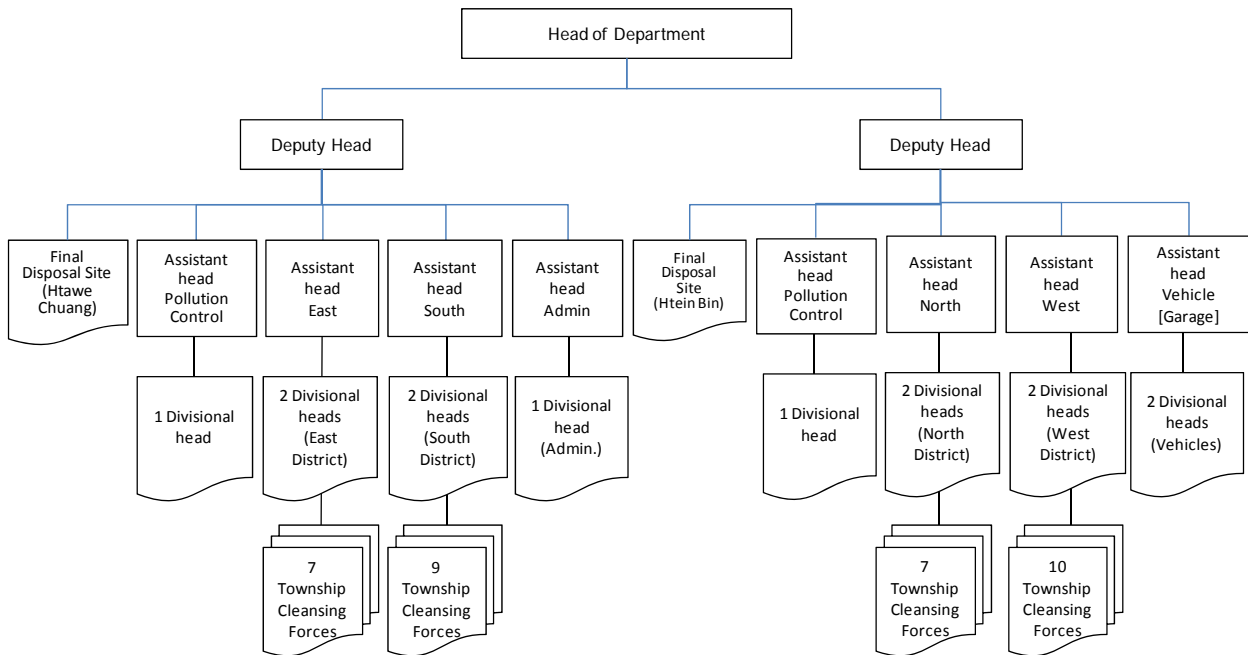 Head of Department
Deputy Head
Deputy Head
Final
Disposal Site
(Htawe
Chuang)
Assistant
head
Pollution
Control
Assistant
head
East
Assistant
head
South
Assistant
head
Admin
Final
Disposal
Site
(Htein Bin)
Assistant
head
Pollution
Control
Assistant
head
North
Assistant
head
West
Assistant
head
Vehicle
[Garage]
1 Divisional
head
2 Divisional
heads
(East
District)
2 Divisional
heads
(South
District)
1 Divisional
head
(Admin.)
1 Divisional
head
2 Divisional
heads
(North
District)
2 Divisional
heads
(West
District)
2 Divisional
heads
(Vehicles)
7
Township
Cleansing
Forces
9
Township
Cleansing
Forces
7
Township
Cleansing
Forces
10
Township
Cleansing
Forces